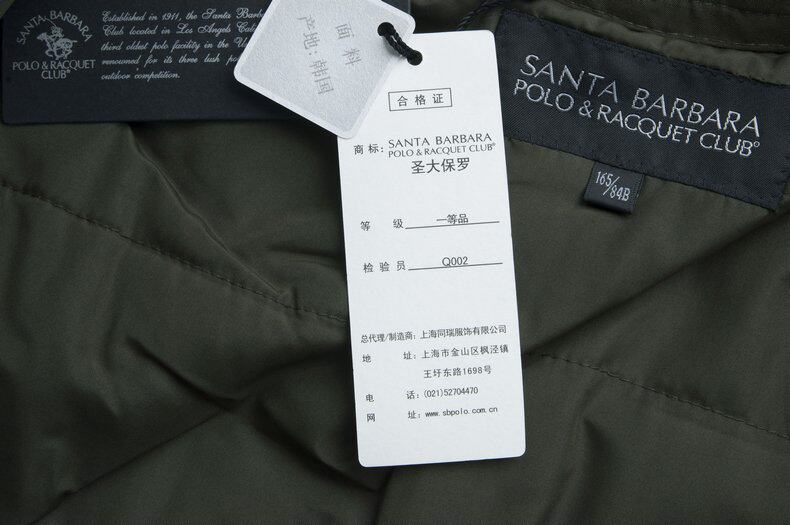 SANTA BARBARA
POLO & RACQUET
CLUB®
Established in 1911, the Santa Barba
Club located in Los Angeles Cali
third oldest polo facility in the U
renowned for its three lush po
outdoor competition.
面料
产地:韩国
合格证
商标: SANTA BARBARA
POLO & RACQUET CLUB®
圣大保罗
等级 一等品
检验员 Q002
总代理/制造商: 上海同瑞服饰有限公司
地址: 上海市金山区枫泾镇
王圩东路1698号
电话: (021)52704470
网址: www.sbpolo.com.cn
SANTA BARBARA
POLO & RACQUET CLUB®
165/84B